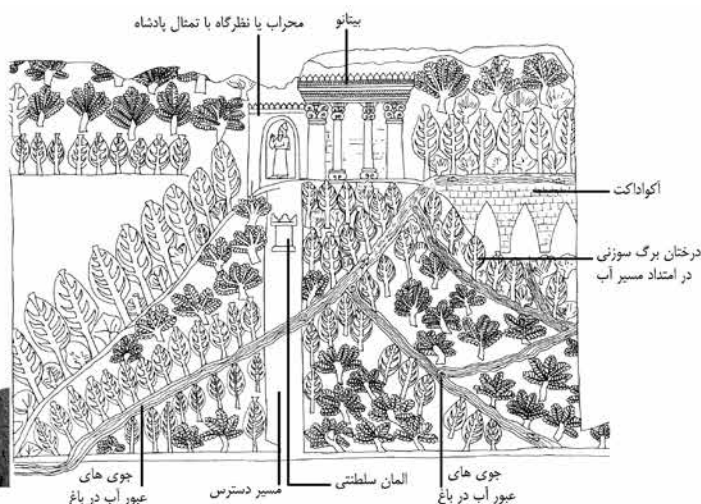 محراب یا نظرگاه با تمثال پادشاه
بیتانو
آکواداکت
درختان برگ سوزنی
در امتداد مسیر آب
جوی های
عبور آب در باغ
المان سلطنتی
مسیر دسترس
جوی های
عبور آب در باغ